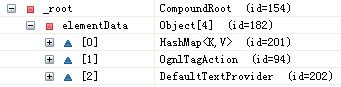 _root CompoundRoot (id=154)
elementData Object[4] (id=182)
[0] HashMap<K,V> (id=201)
[1] OgnlTagAction (id=94)
[2] DefaultTextProvider (id=202)